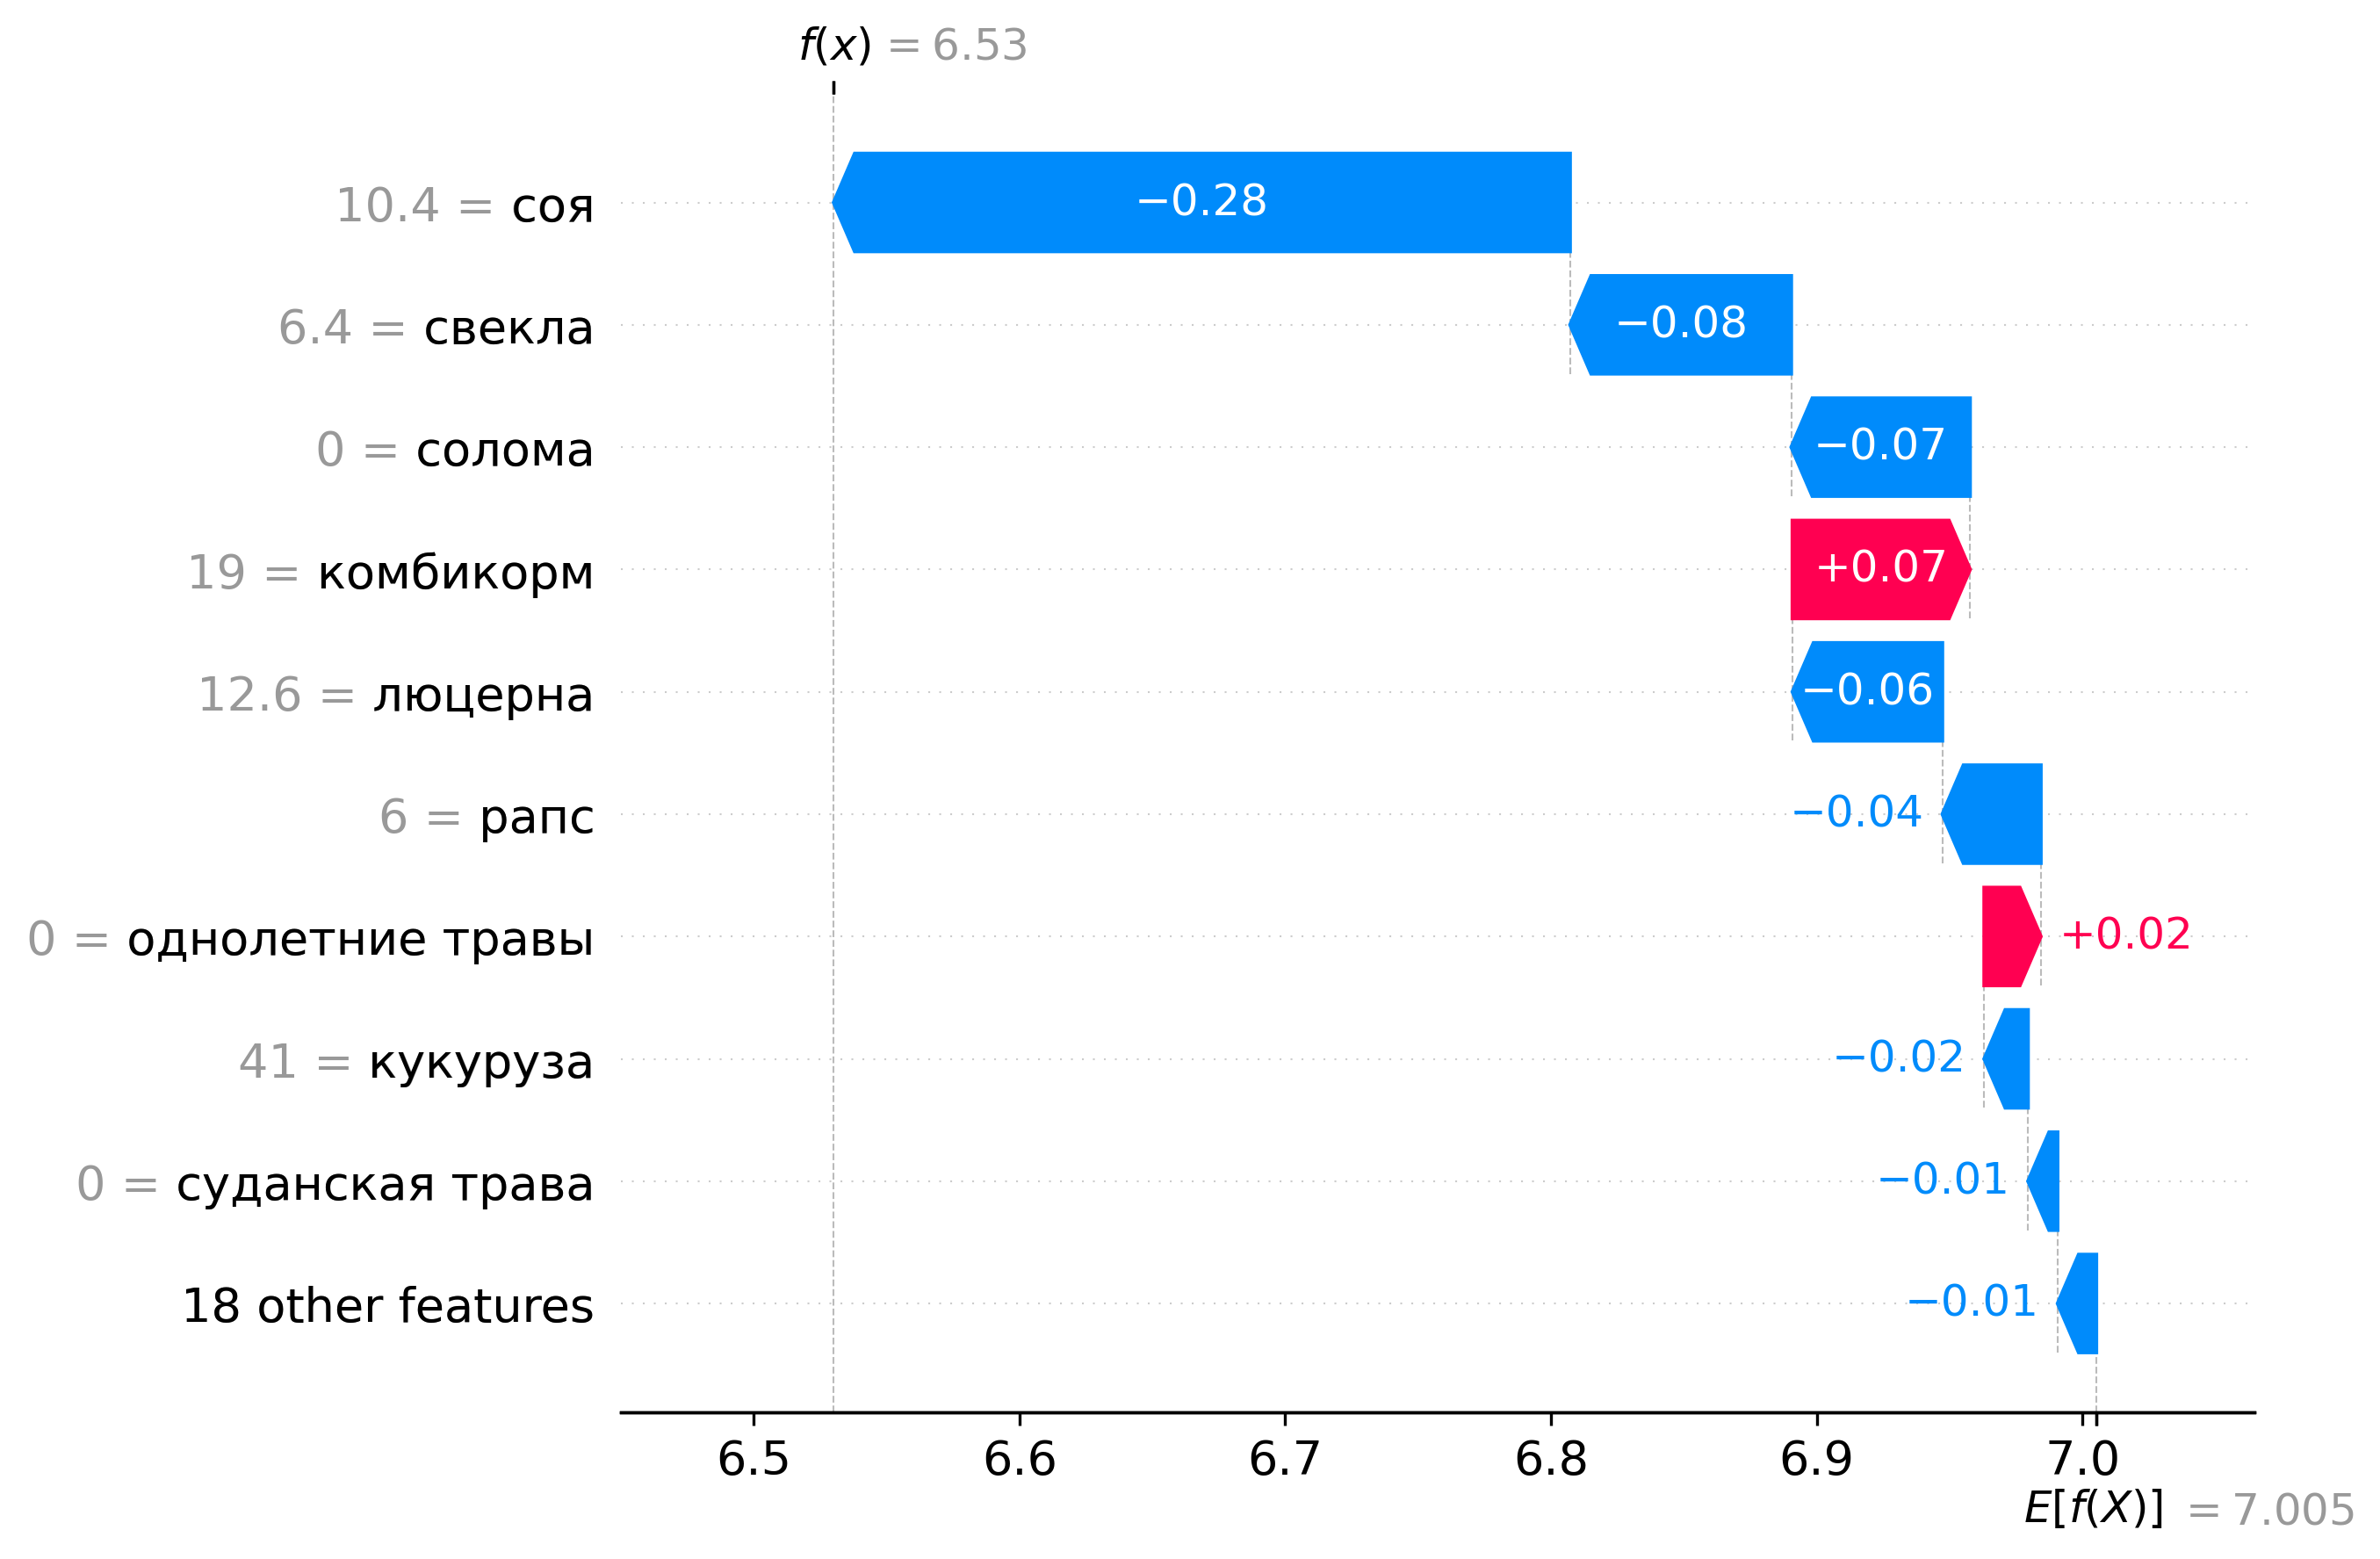 f(x) = 6.53
10.4 = соя
−0.28
6.4 = свекла
−0.08
0 = солома
−0.07
19 = комбикорм
+0.07
12.6 = люцерна
−0.06
6 = рапс
−0.04
0 = однолетние травы
+0.02
41 = кукуруза
−0.02
0 = суданская трава
−0.01
18 other features
−0.01
6.5 6.6 6.7 6.8 6.9 7.0
E[f(X)] = 7.005